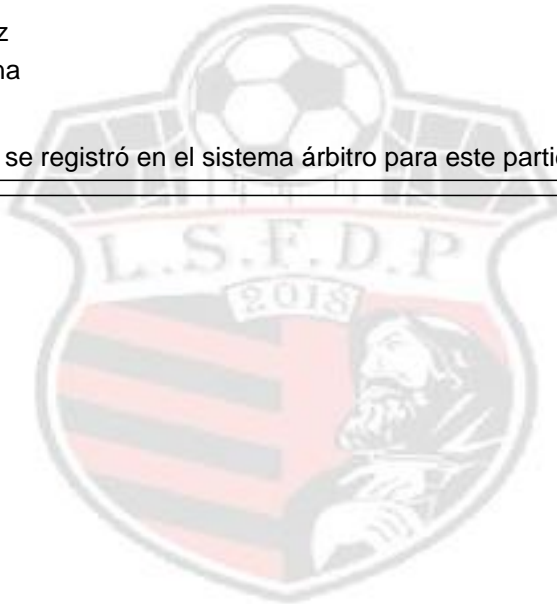 z
na
se registró en el sistema árbitro para este parti
L.S.F.D.P
2018